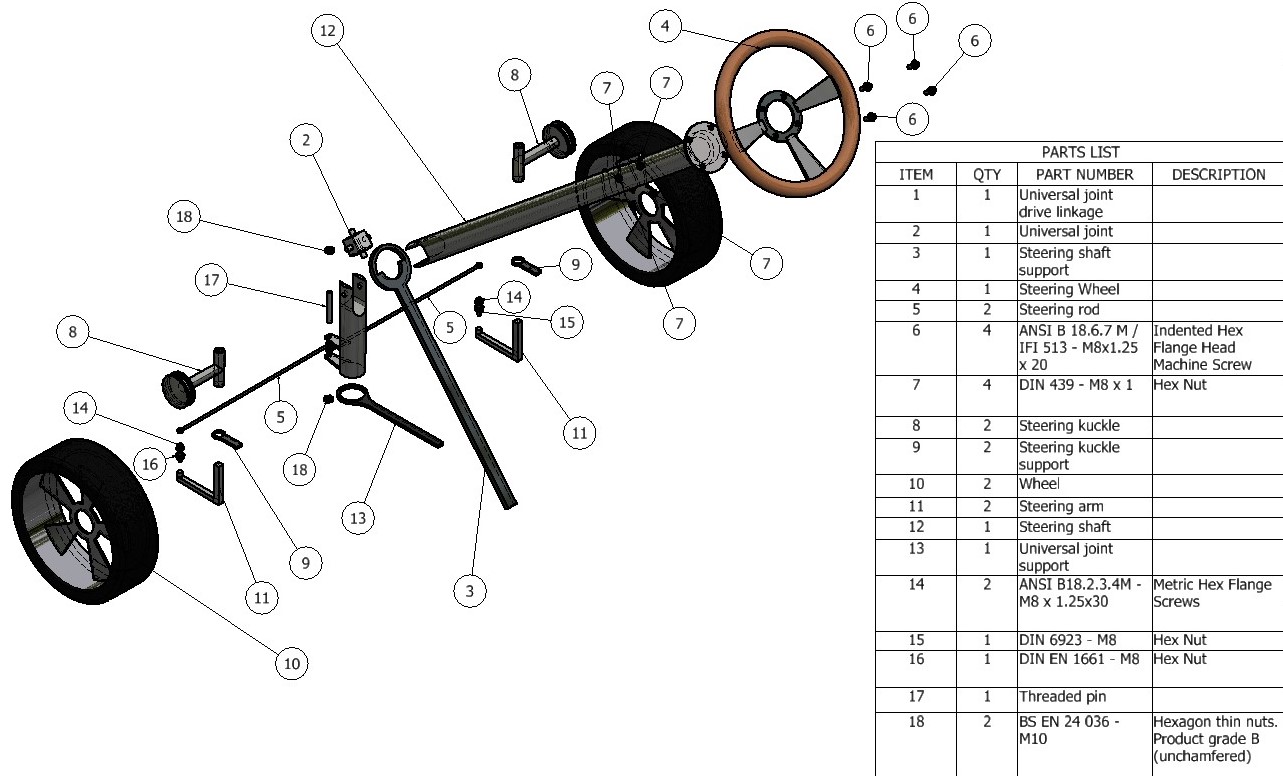 12
4
6
6
6
8
7
7
6
2
18
17
9
14
15
5
7
7
8
14
16
5
18
11
13
9
11
3
10
PARTS LIST
ITEM QTY PART NUMBER DESCRIPTION
1 1 Universal joint
drive linkage
2 1 Universal joint
3 1 Steering shaft
support
4 1 Steering Wheel
5 2 Steering rod
6 4 ANSI B 18.6.7 M / Indented Hex
IFI 513 - M8x1.25 Flange Head
x 20 Machine Screw
7 4 DIN 439 - M8 x 1 Hex Nut
8 2 Steering kuckle
9 2 Steering kuckle
support
10 2 Wheel
11 2 Steering arm
12 1 Steering shaft
13 1 Universal joint
support
14 2 ANSI B18.2.3.4M - Metric Hex Flange
M8 x 1.25x30 Screws
15 1 DIN 6923 - M8 Hex Nut
16 1 DIN EN 1661 - M8 Hex Nut
17 1 Threaded pin
18 2 BS EN 24 036 - Hexagon thin nuts.
M10 Product grade B
(unchamfered)